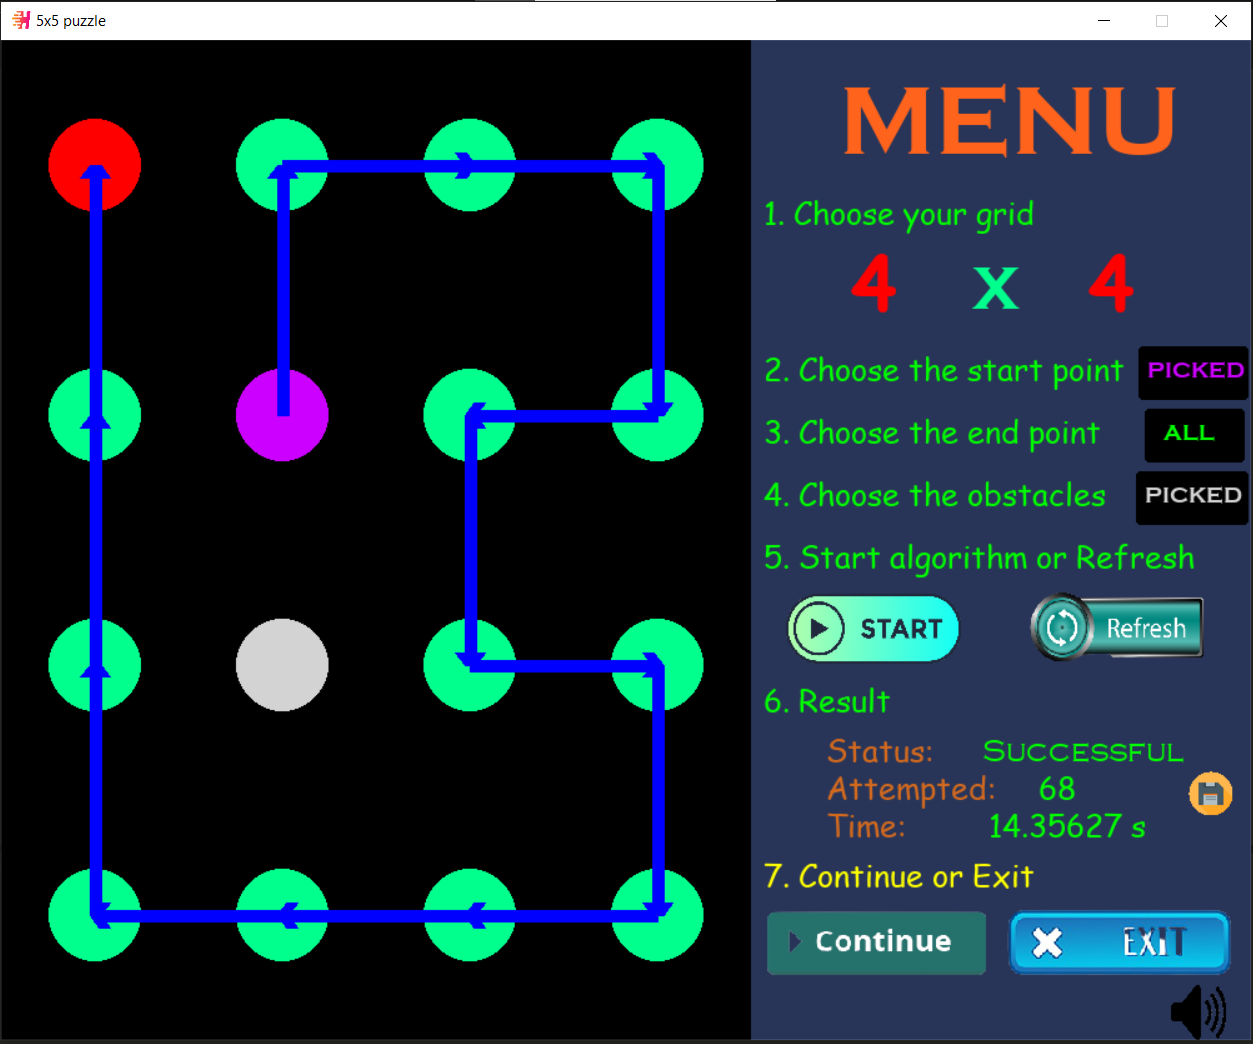 5x5 puzzle
MENU
1. Choose your grid
4 x 4
2. Choose the start point PICKED
3. Choose the end point ALL
4. Choose the obstacles PICKED
5. Start algorithm or Refresh
START Refresh
6. Result
Status: SUCCESSFUL
Attempted: 68
Time: 14.35627 s
7. Continue or Exit
Continue EXIT